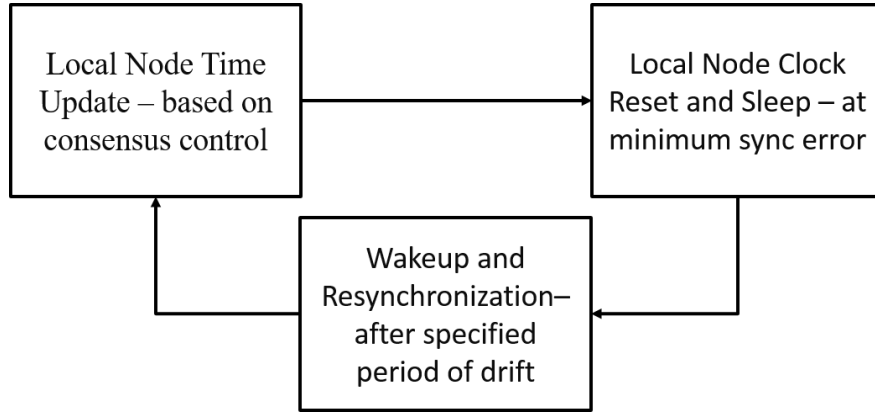 Local Node Time
Update – based on
consensus control
Local Node Clock
Reset and Sleep – at
minimum sync error
Wakeup and
Resynchronization–
after specified
period of drift